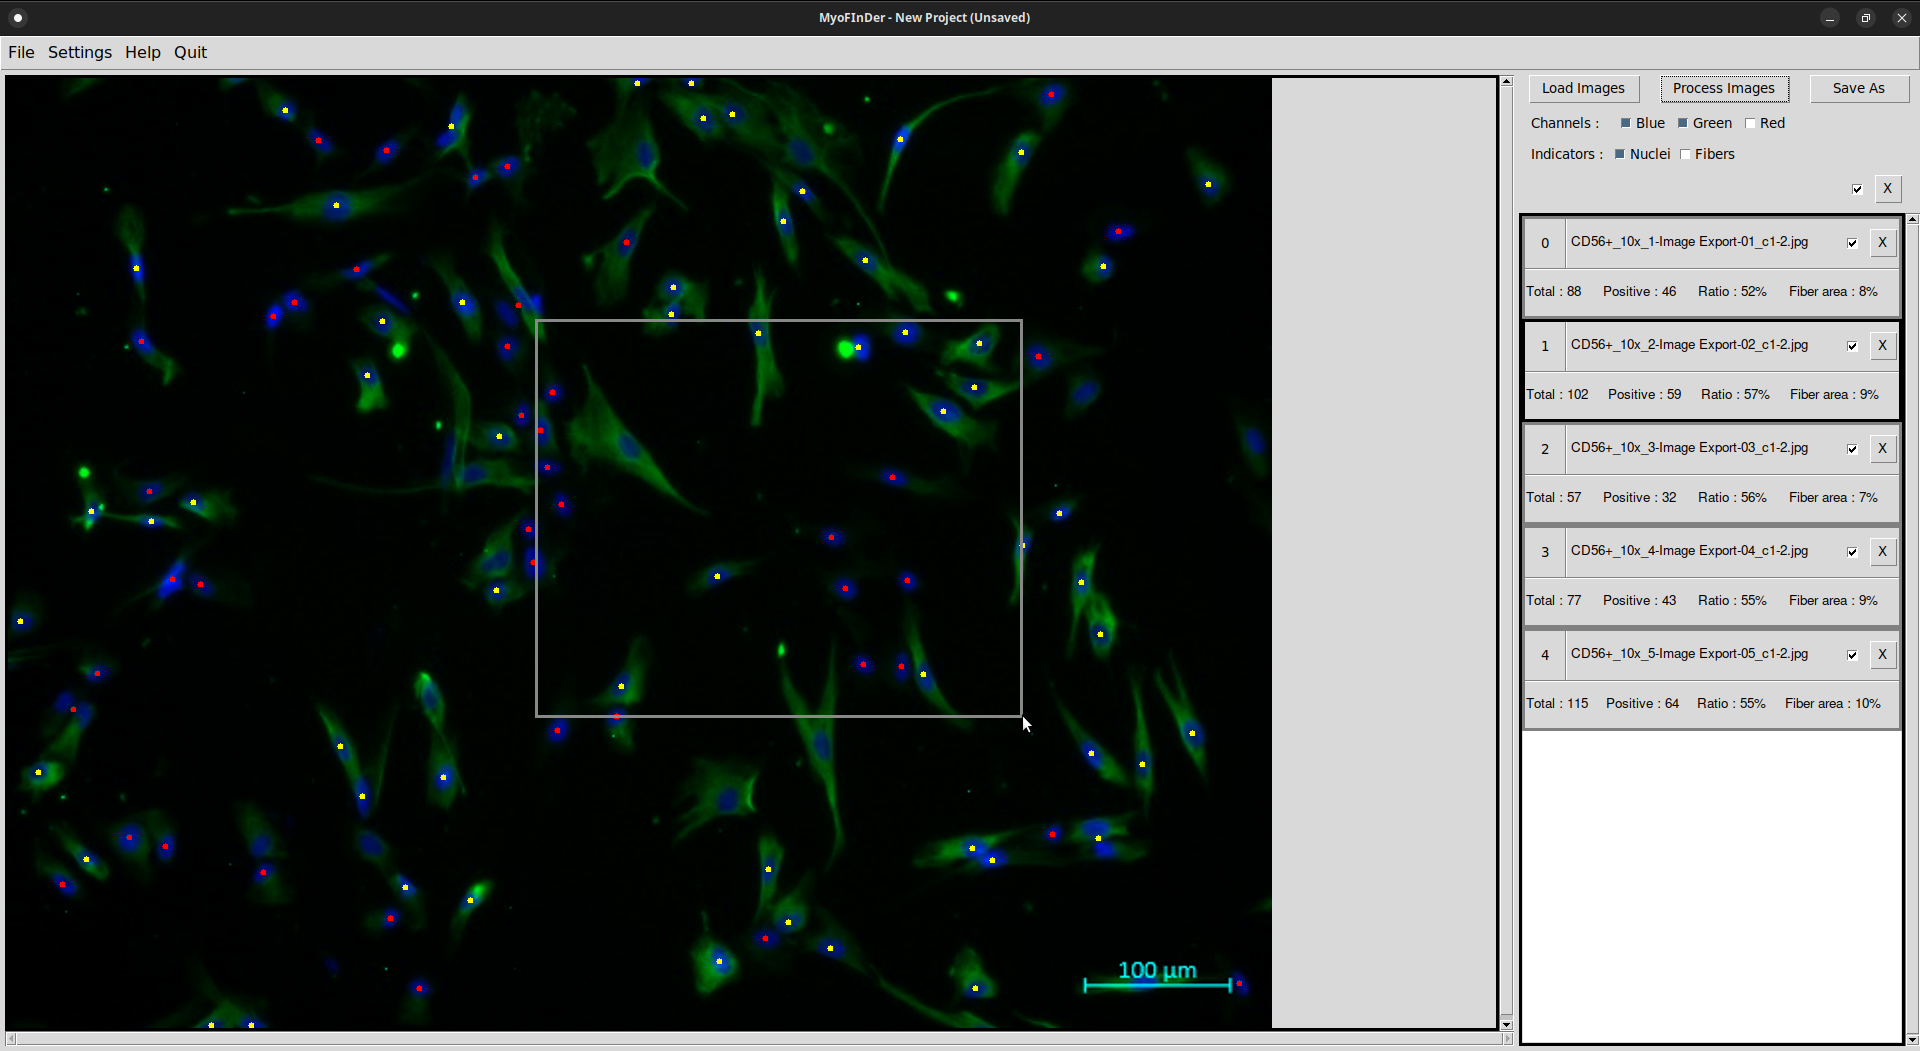 MyoFInDer - New Project (Unsaved)
File Settings Help Quit
Load Images Process Images Save As
Channels : Blue Green Red
Indicators : Nuclei Fibers
X
0 CD56+_10x_1-Image Export-01_c1-2.jpg X
Total : 88 Positive : 46 Ratio : 52% Fiber area : 8%
1 CD56+_10x_2-Image Export-02_c1-2.jpg X
Total : 102 Positive : 59 Ratio : 57% Fiber area : 9%
2 CD56+_10x_3-Image Export-03_c1-2.jpg X
Total : 57 Positive : 32 Ratio : 56% Fiber area : 7%
3 CD56+_10x_4-Image Export-04_c1-2.jpg X
Total : 77 Positive : 43 Ratio : 55% Fiber area : 9%
4 CD56+_10x_5-Image Export-05_c1-2.jpg X
Total : 115 Positive : 64 Ratio : 55% Fiber area : 10%
100 µm